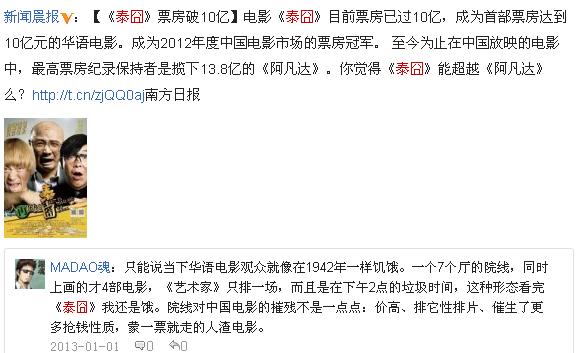 新闻晨报：【《泰囧》票房破10亿】电影《泰囧》目前票房已过10亿，成为首部票房达到
10亿元的华语电影。成为2012年度中国电影市场的票房冠军。 至今为止在中国放映的电影
中，最高票房纪录保持者是揽下13.8亿的《阿凡达》。你觉得《泰囧》能超越《阿凡达》
么？http://t.cn/zjQQ0aj南方日报
MADAO魂：只能说当下华语电影观众就像在1942年一样饥饿。一个7个厅的院线，同时
上画的才4部电影，《艺术家》只排一场，而且是在下午2点的垃圾时间，这种形态看完
《泰囧》我还是饿。院线对中国电影的摧残不是一点点：价高、排它性排片、催生了更
多抢钱性质，蒙一票就走的人渣电影。
2013-01-01 0 0